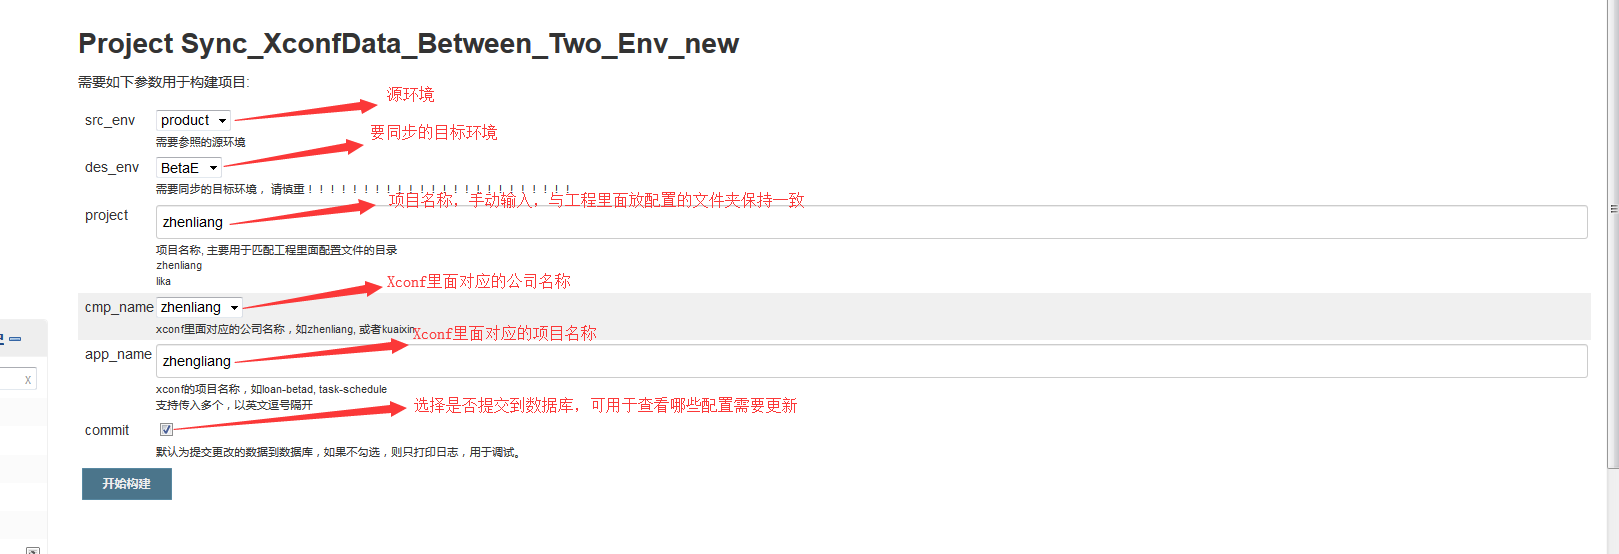 Project Sync_XconfData_Between_Two_Env_new
需要如下参数用于构建项目:
源环境
src_env product
需要参照的源环境
要同步的目标环境
des_env BetaE
需要同步的目标环境，请慎重！！！！！！！！！！！！！！！！！！！！！！！！
项目名称，手动输入，与工程里面放配置的文件夹保持一致
project zhenliang
项目名称, 主要用于匹配工程里面配置文件的目录
zhenliang
lika
Xconf里面对应的公司名称
cmp_name zhenliang
xconf里面对应的公司名称，如zhenliang, 或者kuaixin
Xconf里面对应的项目名称
app_name zhengliang
xconf的项目名称，如loan-betad, task-schedule
支持传入多个，以英文逗号隔开
选择是否提交到数据库，可用于查看哪些配置需要更新
commit
默认为提交更改的数据到数据库，如果不勾选，则只打印日志，用于调试。
开始构建
x